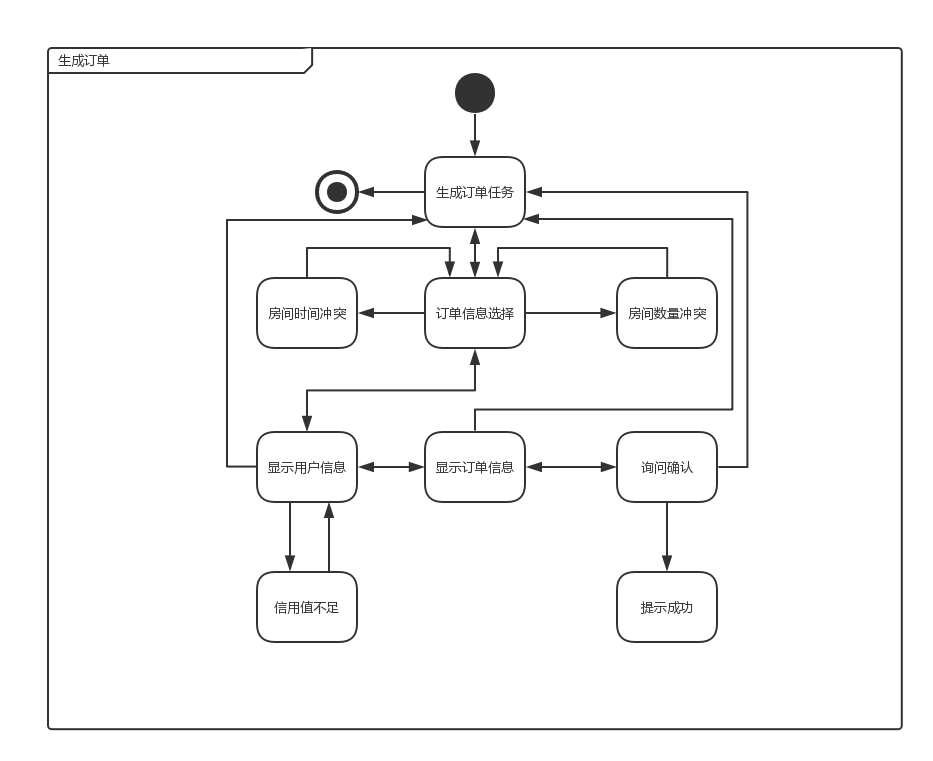 生成订单
生成订单任务
房间时间冲突
订单信息选择
房间数量冲突
显示用户信息
显示订单信息
询问确认
信用值不足
提示成功